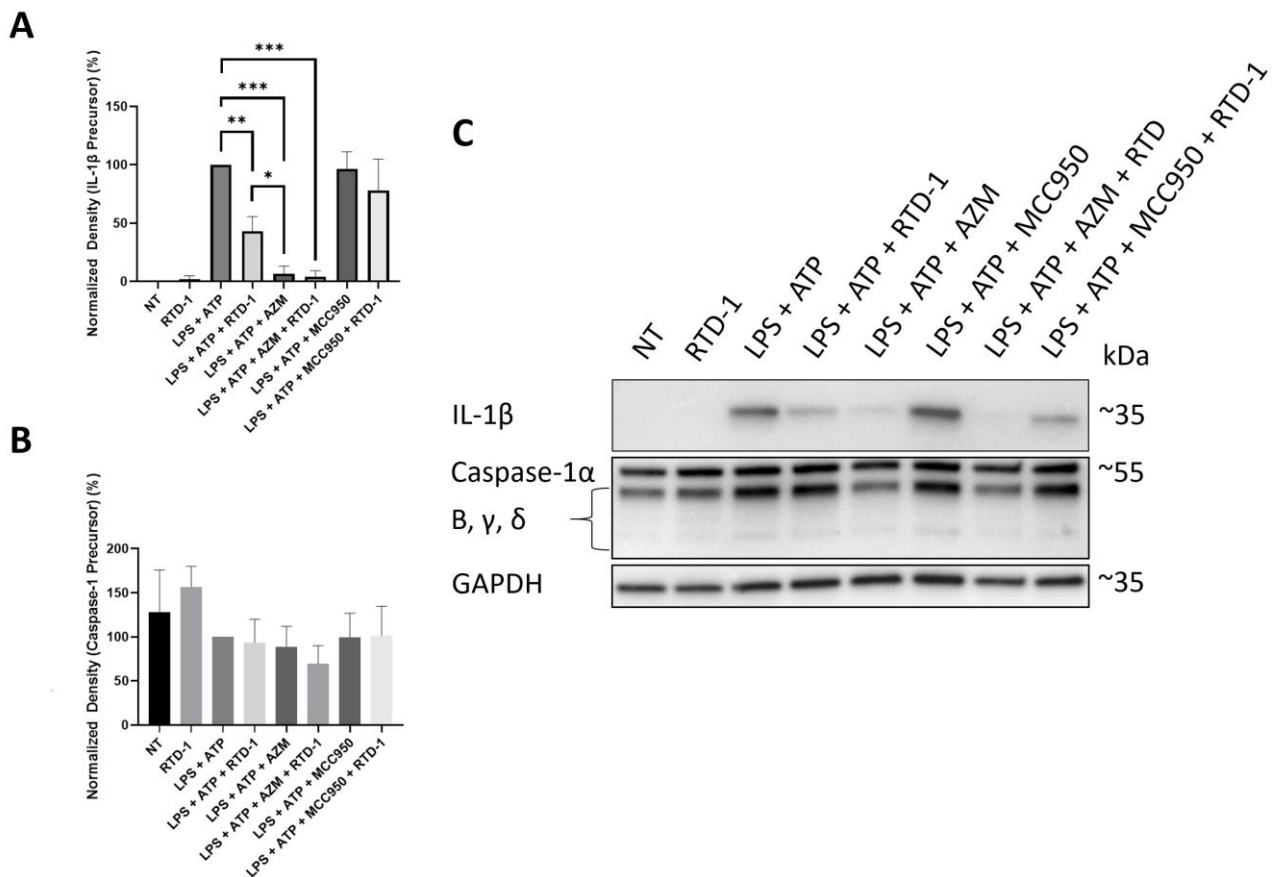 A
Normalized Density (IL-1β Precursor) (%)
150
100
50
0
***
***
**
*
NT
RTD-1
LPS + ATP
LPS + ATP + RTD-1
LPS + ATP + AZM
LPS + ATP + AZM + RTD-1
LPS + ATP + MCC950
LPS + ATP + MCC950 + RTD-1
B
Normalized Density (Caspase-1 Precursor) (%)
200
150
100
50
0
NT
RTD-1
LPS + ATP
LPS + ATP + RTD-1
LPS + ATP + AZM
LPS + ATP + AZM + RTD-1
LPS + ATP + MCC950
LPS + ATP + MCC950 + RTD-1
C
NT
RTD-1
LPS + ATP
LPS + ATP + RTD-1
LPS + ATP + AZM
LPS + ATP + MCC950
LPS + ATP + AZM + RTD
LPS + ATP + MCC950 + RTD-1
kDa
IL-1β
~35
Caspase-1α
~55
B, γ, δ
GAPDH
~35